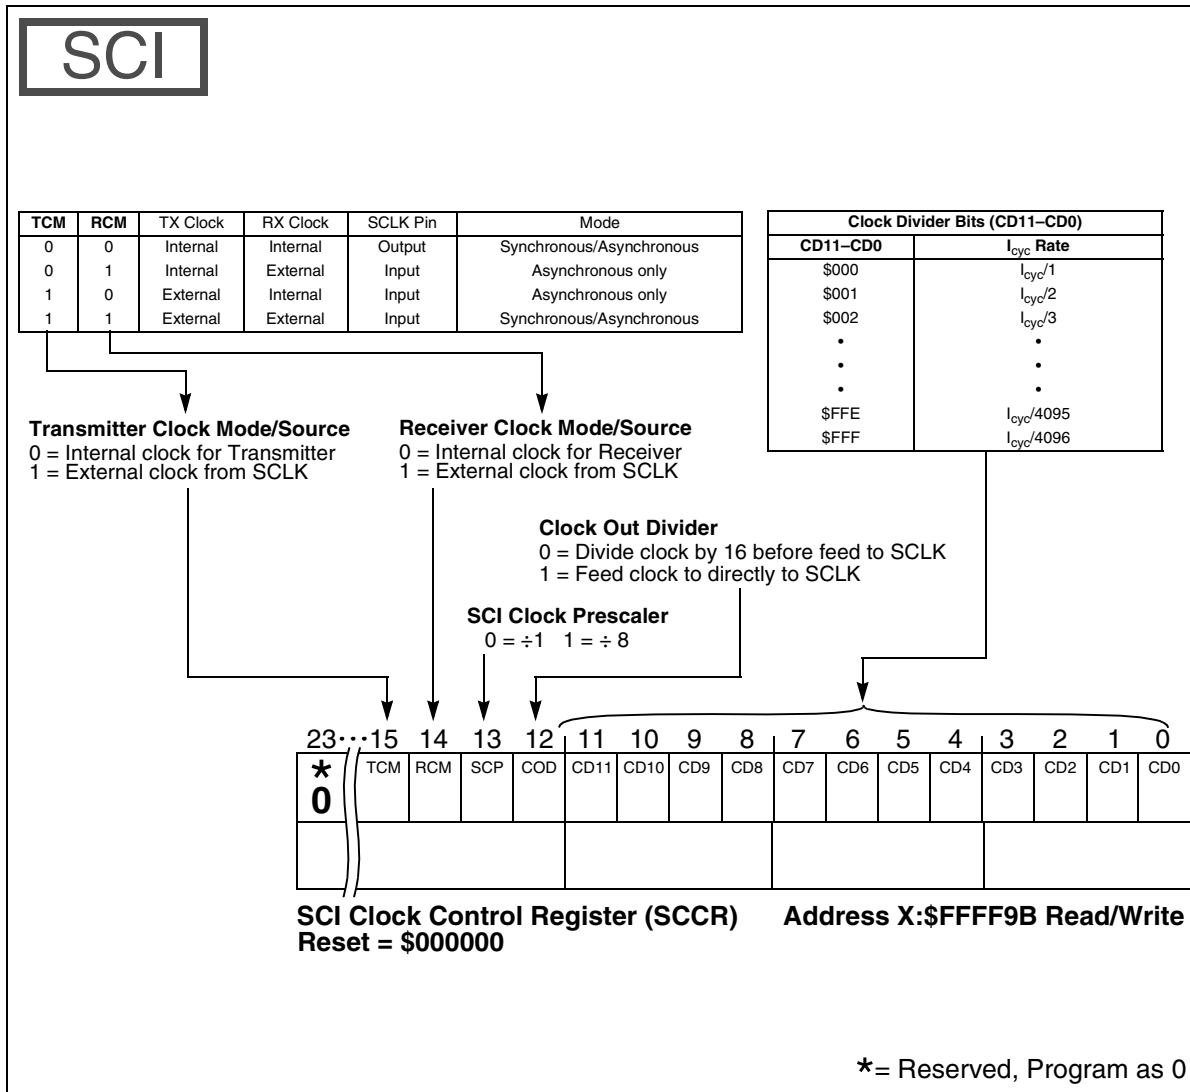 SCI
TCM RCM TX Clock RX Clock SCLK Pin Mode
0 0 Internal Internal Output Synchronous/Asynchronous
0 1 Internal External Input Asynchronous only
1 0 External Internal Input Asynchronous only
1 1 External External Input Synchronous/Asynchronous
Clock Divider Bits (CD11–CD0)
CD11–CD0 Icyc Rate
$000 Icyc/1
$001 Icyc/2
$002 Icyc/3
• •
• •
• •
$FFE Icyc/4095
$FFF Icyc/4096
Transmitter Clock Mode/Source
0 = Internal clock for Transmitter
1 = External clock from SCLK
Receiver Clock Mode/Source
0 = Internal clock for Receiver
1 = External clock from SCLK
Clock Out Divider
0 = Divide clock by 16 before feed to SCLK
1 = Feed clock to directly to SCLK
SCI Clock Prescaler
0 = ÷1 1 = ÷ 8
23···15 14 13 12 11 10 9 8 7 6 5 4 3 2 1 0
* TCM RCM SCP COD CD11 CD10 CD9 CD8 CD7 CD6 CD5 CD4 CD3 CD2 CD1 CD0
0
SCI Clock Control Register (SCCR) Address X:$FFFF9B Read/Write
Reset = $000000
*= Reserved, Program as 0